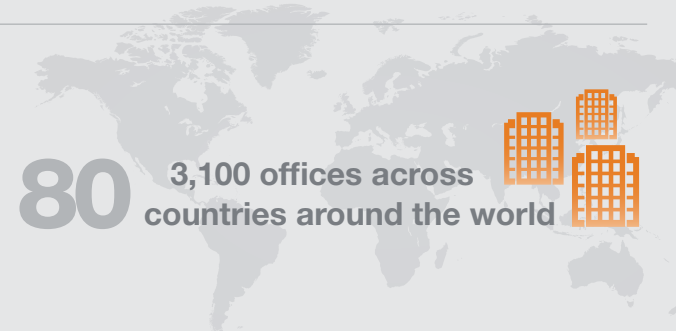 3,100 offices across
80 countries around the world